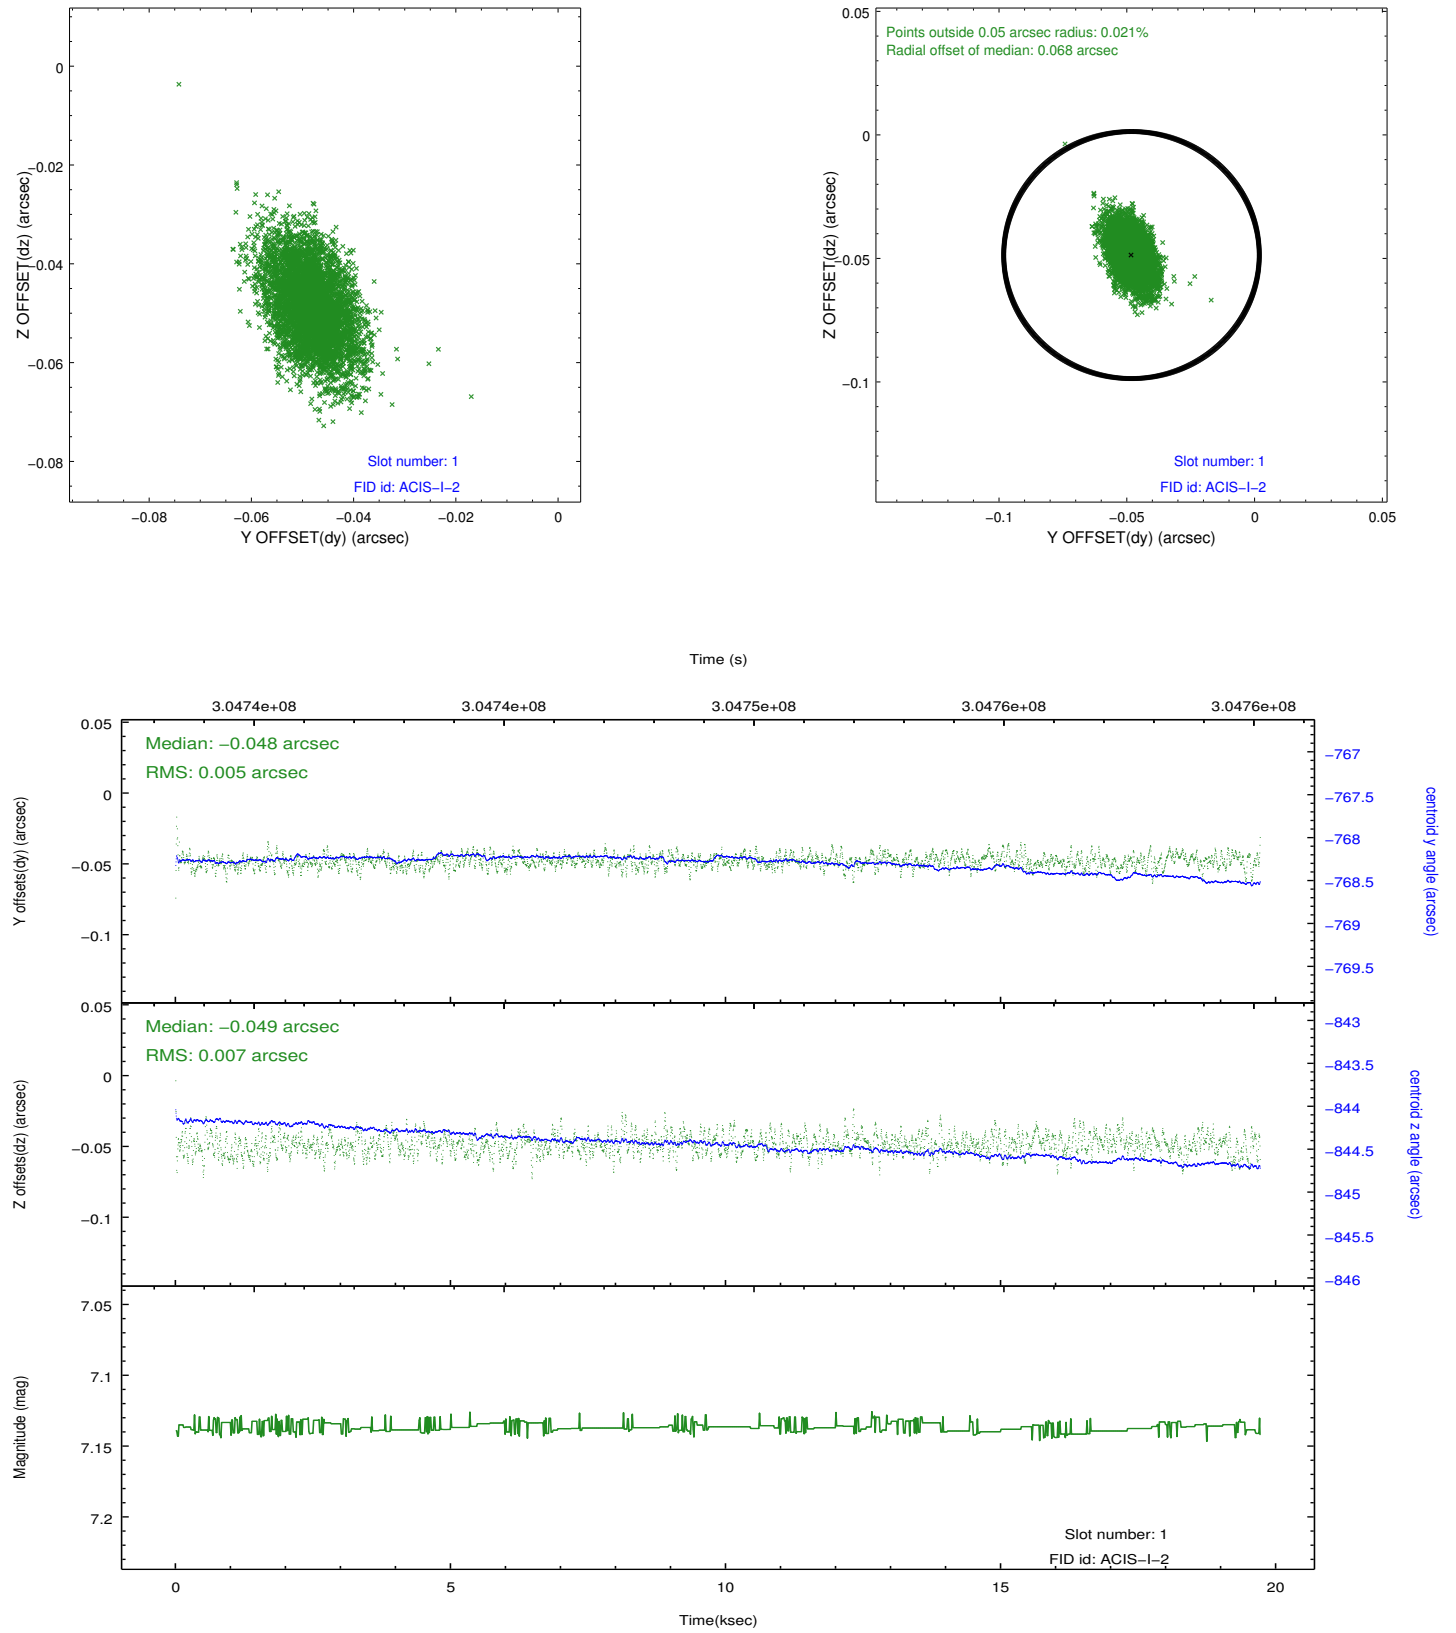 0
−0.02
−0.04
−0.06
−0.08
Z OFFSET(dz) (arcsec)
Slot number: 1
FID id: ACIS−I−2
−0.08
−0.06
−0.04
−0.02
0
Y OFFSET(dy) (arcsec)
0.05
0
−0.05
−0.1
Z OFFSET(dz) (arcsec)
Points outside 0.05 arcsec radius: 0.021%
Radial offset of median: 0.068 arcsec
Slot number: 1
FID id: ACIS−I−2
−0.1
−0.05
0
0.05
Y OFFSET(dy) (arcsec)
Time (s)
3.0474e+08
3.0474e+08
3.0475e+08
3.0476e+08
3.0476e+08
0.05
0
−0.05
−0.1
Y offsets(dy) (arcsec)
Median: −0.048 arcsec
RMS: 0.005 arcsec
−767
−767.5
−768
−768.5
−769
−769.5
centroid y angle (arcsec)
0.05
0
−0.05
−0.1
Z offsets(dz) (arcsec)
Median: −0.049 arcsec
RMS: 0.007 arcsec
−843
−843.5
−844
−844.5
−845
−845.5
−846
centroid z angle (arcsec)
7.05
7.1
7.15
7.2
Magnitude (mag)
Slot number: 1
FID id: ACIS−I−2
0
5
10
15
20
Time(ksec)